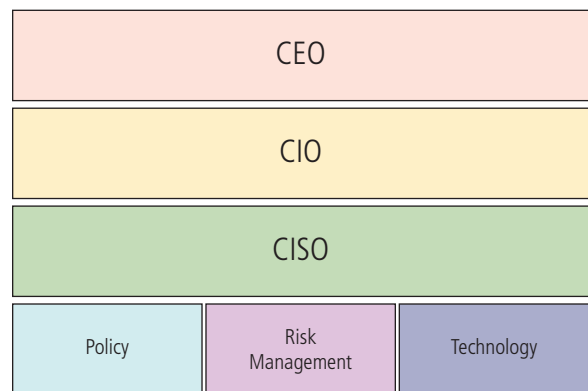 CEO
CIO
CISO
Policy
Risk
Management
Technology